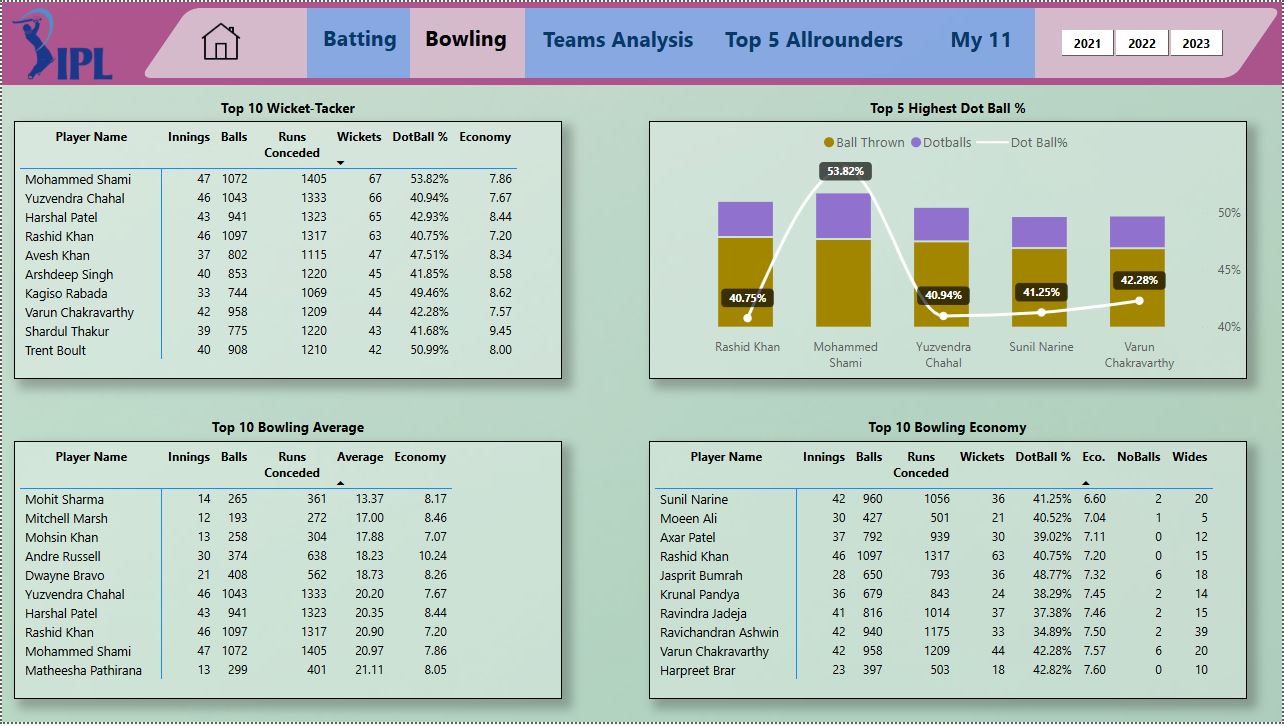 IPL
Batting Bowling Teams Analysis Top 5 Allrounders My 11 2021 2022 2023
Top 10 Wicket-Tacker
Player Name Innings Balls Runs Conceded Wickets DotBall % Economy
Mohammed Shami 47 1072 1405 67 53.82% 7.86
Yuzvendra Chahal 46 1043 1333 66 40.94% 7.67
Harshal Patel 43 941 1323 65 42.93% 8.44
Rashid Khan 46 1097 1317 63 40.75% 7.20
Avesh Khan 37 802 1115 47 47.51% 8.34
Arshdeep Singh 40 853 1220 45 41.85% 8.58
Kagiso Rabada 33 744 1069 45 49.46% 8.62
Varun Chakravarthy 42 958 1209 44 42.28% 7.57
Shardul Thakur 39 775 1220 43 41.68% 9.45
Trent Boult 40 908 1210 42 50.99% 8.00
Top 5 Highest Dot Ball %
Ball Thrown Dotballs Dot Ball%
53.82%
50%
45%
42.28%
40.75% 40.94% 41.25%
40%
Rashid Khan Mohammed Shami Yuzvendra Chahal Sunil Narine Varun Chakravarthy
Top 10 Bowling Average
Player Name Innings Balls Runs Conceded Average Economy
Mohit Sharma 14 265 361 13.37 8.17
Mitchell Marsh 12 193 272 17.00 8.46
Mohsin Khan 13 258 304 17.88 7.07
Andre Russell 30 374 638 18.23 10.24
Dwayne Bravo 21 408 562 18.73 8.26
Yuzvendra Chahal 46 1043 1333 20.20 7.67
Harshal Patel 43 941 1323 20.35 8.44
Rashid Khan 46 1097 1317 20.90 7.20
Mohammed Shami 47 1072 1405 20.97 7.86
Matheesha Pathirana 13 299 401 21.11 8.05
Top 10 Bowling Economy
Player Name Innings Balls Runs Conceded Wickets DotBall % Eco. NoBalls Wides
Sunil Narine 42 960 1056 36 41.25% 6.60 2 20
Moeen Ali 30 427 501 21 40.52% 7.04 1 5
Axar Patel 37 792 939 30 39.02% 7.11 0 12
Rashid Khan 46 1097 1317 63 40.75% 7.20 0 15
Jasprit Bumrah 28 650 793 36 48.77% 7.32 6 18
Krunal Pandya 36 679 843 24 38.29% 7.45 2 14
Ravindra Jadeja 41 816 1014 37 37.38% 7.46 2 15
Ravichandran Ashwin 42 940 1175 33 34.89% 7.50 2 39
Varun Chakravarthy 42 958 1209 44 42.28% 7.57 6 20
Harpreet Brar 23 397 503 18 42.82% 7.60 0 10